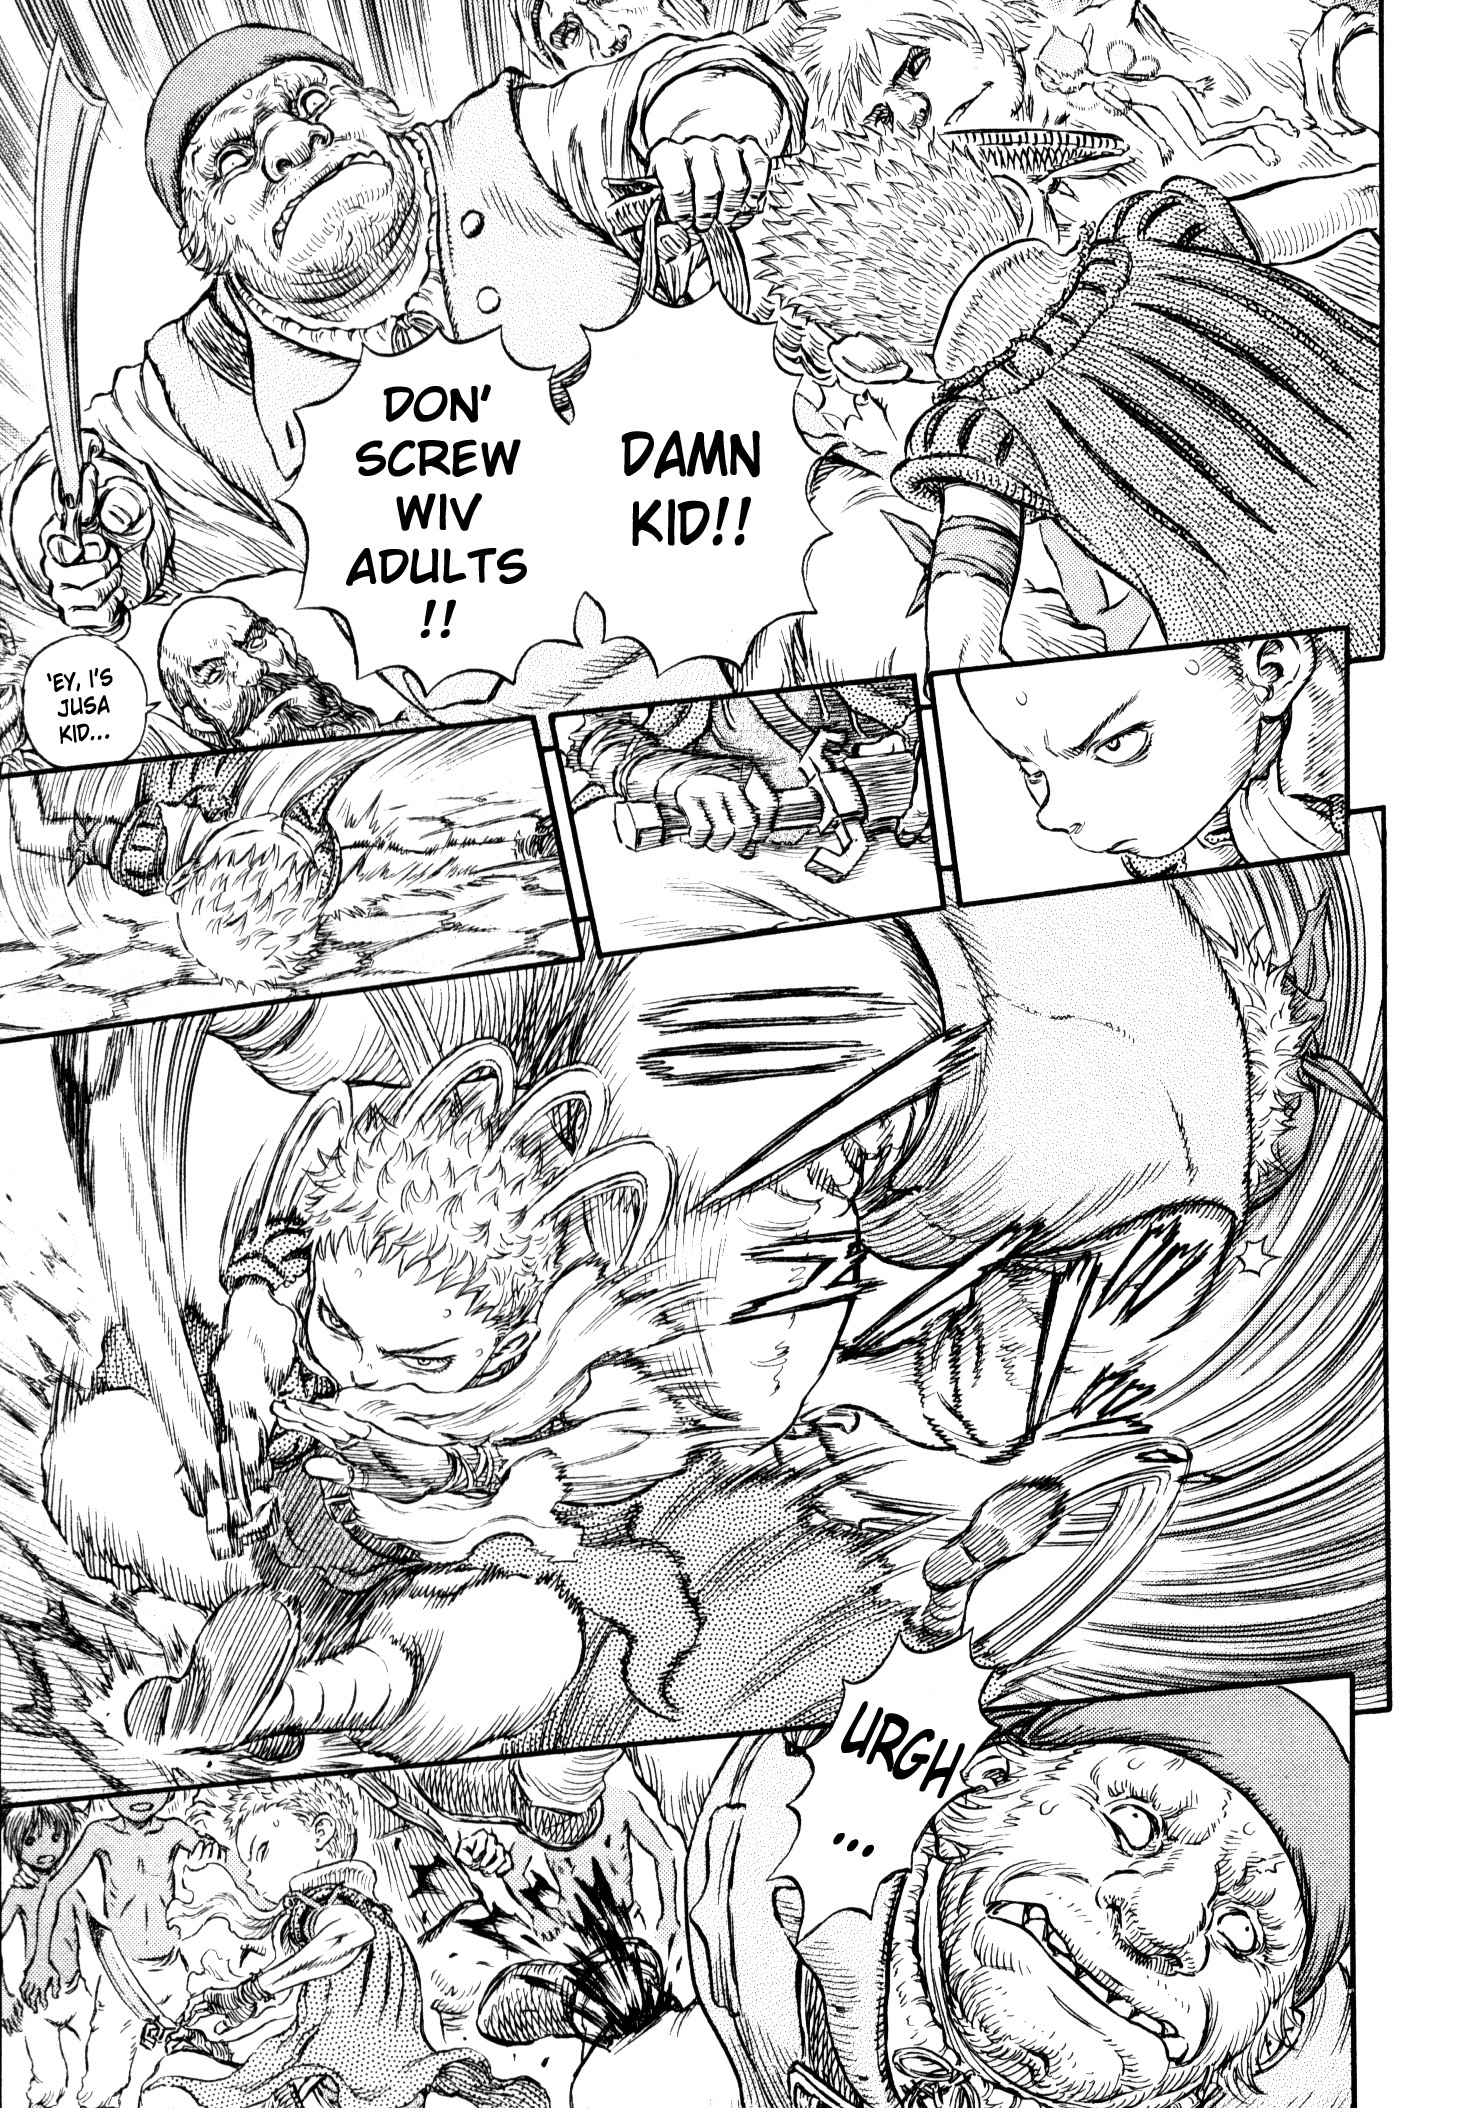 DAMN
KID!!
DON'
SCREW
WIV
ADULTS
!!
'EY, I'S
JUSA
KID...
URGH
...